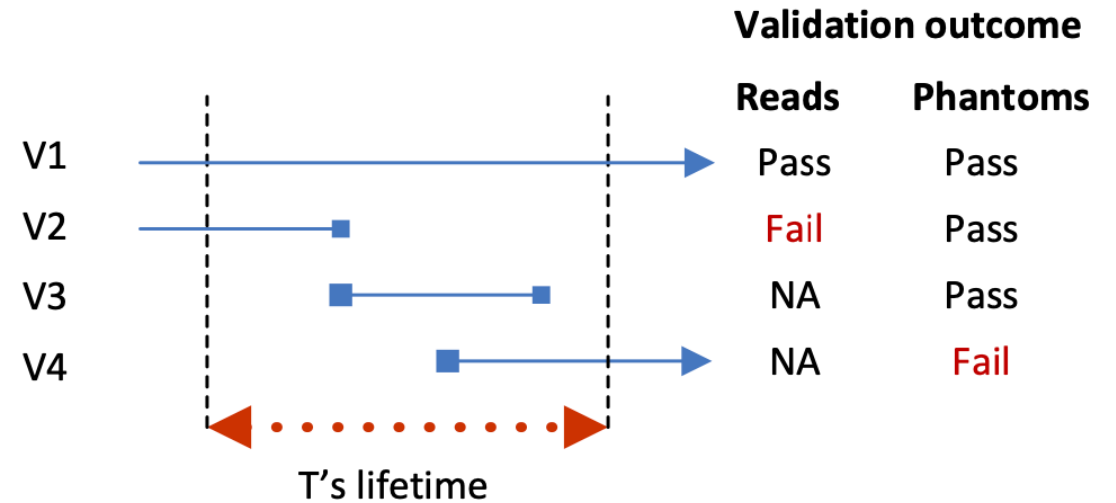 Validation outcome
Reads Phantoms
V1 Pass Pass
V2 Fail Pass
V3 NA Pass
V4 NA Fail
T’s lifetime